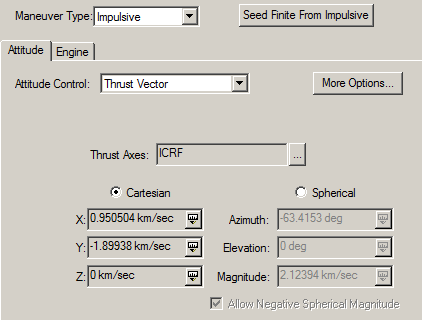 Maneuver Type: Impulsive Seed Finite From Impulsive
Attitude Engine
Attitude Control: Thrust Vector More Options...
Thrust Axes: ICRF ...
Cartesian Spherical
X: 0.950504 km/sec Azimuth: -63.4153 deg
Y: -1.89938 km/sec Elevation: 0 deg
Z: 0 km/sec Magnitude: 2.12394 km/sec
Allow Negative Spherical Magnitude